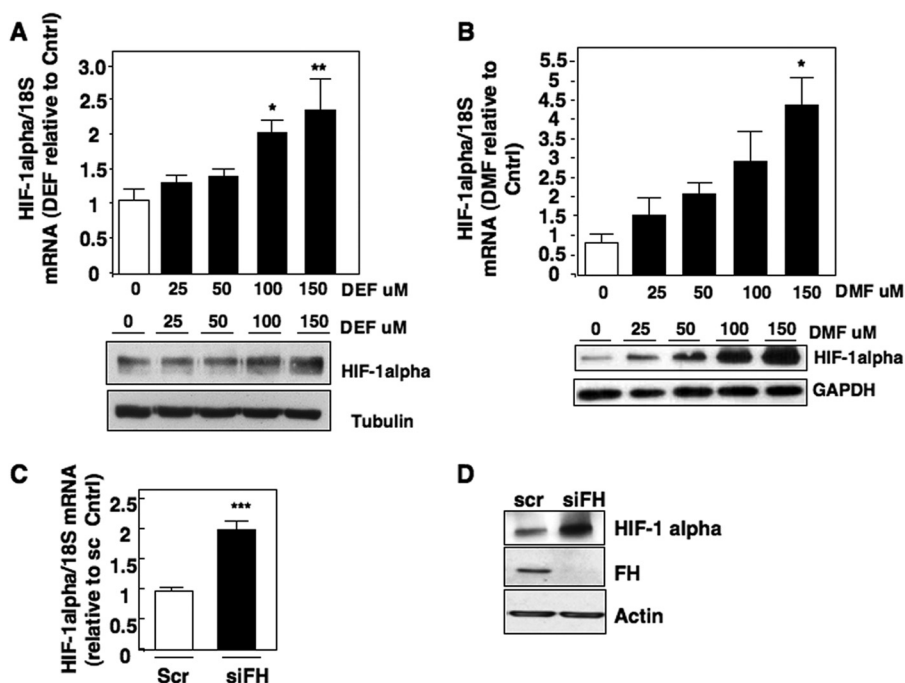 A
HIF-1alpha/18S
mRNA (DEF relative to Cntrl)
3.0
2.5
2
1.5
1
0.5
0
*
**
0 25 50 100 150 DEF uM
0 25 50 100 150 DEF uM
HIF-1alpha
Tubulin
B
HIF-1alpha/18S
mRNA (DMF relative to
Cntrl)
5.5
5
4.5
4
3.5
3
2.5
2
1.5
1
0.5
0
*
0 25 50 100 150 DMF uM
0 25 50 100 150 DMF uM
HIF-1alpha
GAPDH
C
HIF-1alpha/18S mRNA
(relative to sc Cntrl)
2.5
2
1.5
1
0.5
0
***
Scr siFH
D
scr siFH
HIF-1 alpha
FH
Actin